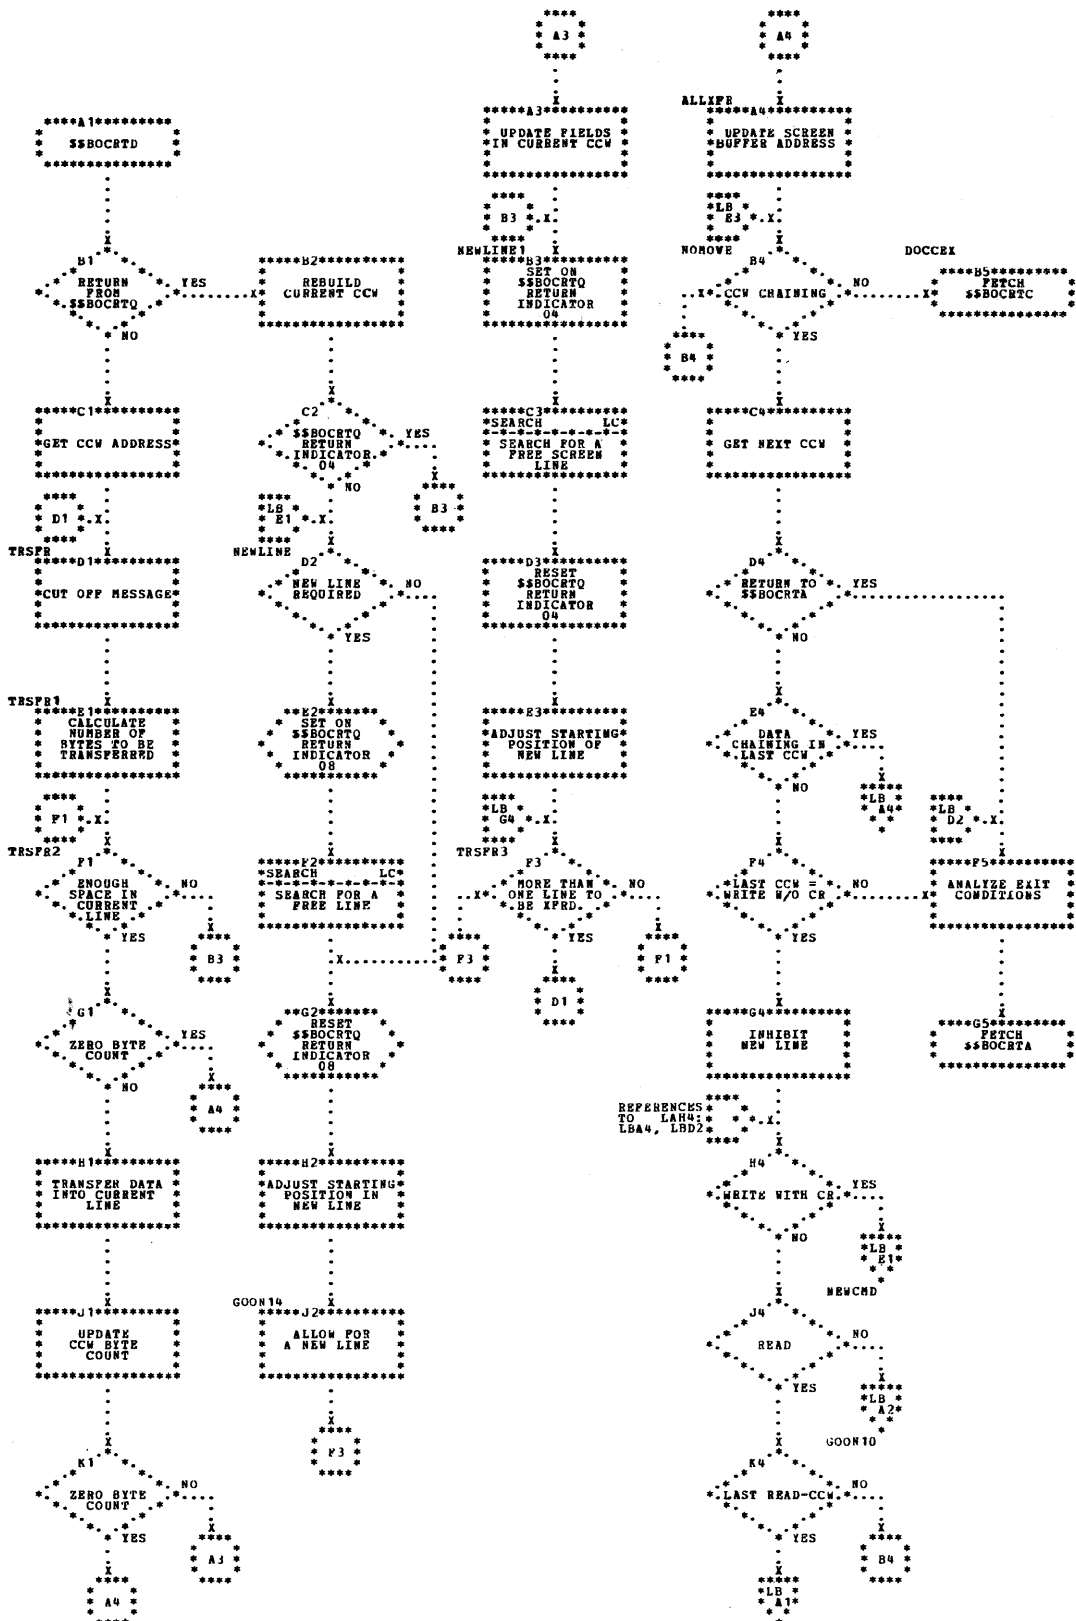 A3
A4
A1
$$BOCRTD
A3
UPDATE FIELDS
IN CURRENT CCW
ALLXFR
A4
UPDATE SCREEN
BUFFER ADDRESS
B3
LB
E3
B1
RETURN
FROM
$$BOCRTQ
YES
NO
B2
REBUILD
CURRENT CCW
NEWLINE1
B3
SET ON
$$BOCRTQ
RETURN
INDICATOR
04
NOMOVE
B4
CCW CHAINING
NO
YES
B4
DOCCEX
B5
FETCH
$$BOCRTC
C1
GET CCW ADDRESS
C2
$$BOCRTQ
RETURN
INDICATOR
04
YES
NO
B3
C3
SEARCH LC
SEARCH FOR A
FREE SCREEN
LINE
C4
GET NEXT CCW
D1
LB
E1
TRSFR
D1
CUT OFF MESSAGE
NEWLINE
D2
NEW LINE
REQUIRED
NO
YES
D3
RESET
$$BOCRTQ
RETURN
INDICATOR
04
D4
RETURN TO
$$BOCRTA
YES
NO
TRSFR1
E1
CALCULATE
NUMBER OF
BYTES TO BE
TRANSFERRED
E2
SET ON
$$BOCRTQ
RETURN
INDICATOR
08
E3
ADJUST STARTING
POSITION OF
NEW LINE
E4
DATA
CHAINING IN
LAST CCW
YES
NO
LB
A4
F1
LB
G4
LB
D2
TRSFR2
F1
ENOUGH
SPACE IN
CURRENT
LINE
NO
YES
B3
F2
SEARCH LC
SEARCH FOR A
FREE LINE
TRSFR3
F3
MORE THAN
ONE LINE TO
BE XFRD.
NO
YES
F3
F1
D1
F4
LAST CCW =
WRITE W/O CR
NO
YES
F5
ANALYZE EXIT
CONDITIONS
G1
ZERO BYTE
COUNT
YES
NO
A4
G2
RESET
$$BOCRTQ
RETURN
INDICATOR
08
G4
INHIBIT
NEW LINE
G5
FETCH
$$BOCRTA
REFERENCES
TO LAH4:
LBA4, LBD2
H1
TRANSFER DATA
INTO CURRENT
LINE
H2
ADJUST STARTING
POSITION IN
NEW LINE
H4
WRITE WITH CR
YES
NO
LB
E1
NEWCMD
J1
UPDATE
CCW BYTE
COUNT
GOON14
J2
ALLOW FOR
A NEW LINE
F3
J4
READ
NO
YES
LB
A2
GOON10
K1
ZERO BYTE
COUNT
NO
YES
A3
A4
K4
LAST READ-CCW
NO
YES
B4
LB
A1